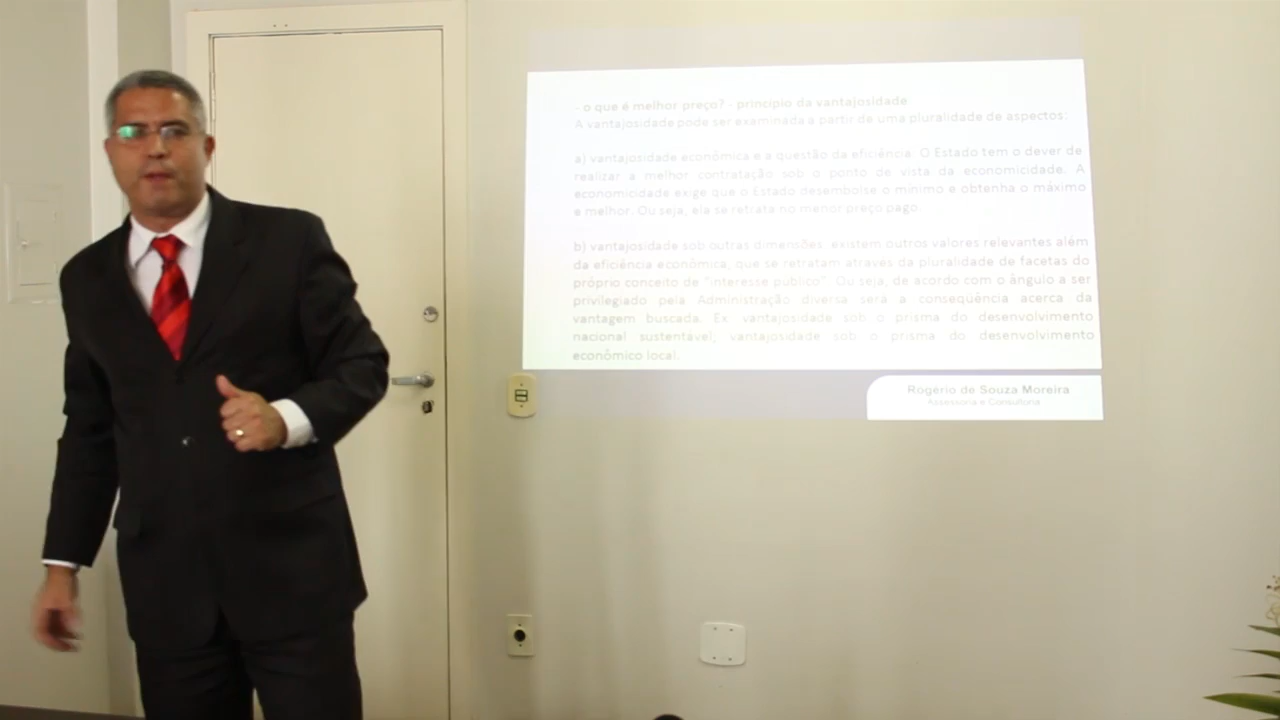 - o que é melhor preço? - princípio da vantajosidade
A vantajosidade pode ser examinada a partir de uma pluralidade de aspectos:
a) vantajosidade econômica e a questão da eficiência. O Estado tem o dever de
realizar a melhor contratação sob o ponto de vista da economicidade. A
economicidade exige que o Estado desembolse o mínimo e obtenha o máximo
e melhor. Ou seja, ela se retrata no menor preço pago.
b) vantajosidade sob outras dimensões: existem outros valores relevantes além
da eficiência econômica, que se retratam através da pluralidade de facetas do
próprio conceito de "interesse público". Ou seja, de acordo com o ângulo a ser
privilegiado pela Administração diversa será a consequência acerca da
vantagem buscada. Ex: vantajosidade sob o prisma do desenvolvimento
nacional sustentável; vantajosidade sob o prisma do desenvolvimento
econômico local.
Rogério de Souza Moreira
Assessoria e Consultoria